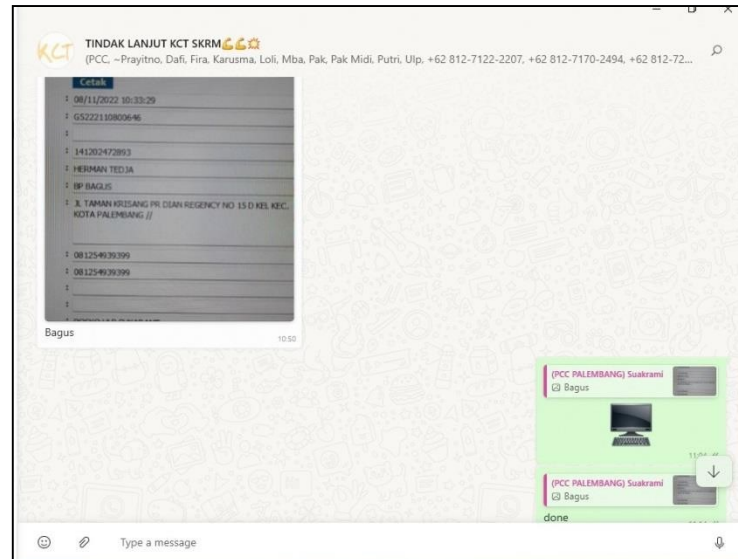 KCT
TINDAK LANJUT KCT SKRM💪💪💥
(PCC, ~Prayitno, Dafi, Fira, Karusma, Loli, Mba, Pak, Pak Midi, Putri, Ulp, +62 812-7122-2207, +62 812-7170-2494, +62 812-72...
Cetak
: 08/11/2022 10:33:29
: G5222110800646
:
: 141202472893
: HERMAN TEDJA
: BP BAGUS
: JL TAMAN KRISANG PR DIAN REGENCY NO 15 D KEL KEC.
KOTA PALEMBANG //
: 081254939399
: 081254939399
:
:
Bagus
10:50
(PCC PALEMBANG) Suakrami
Bagus
(PCC PALEMBANG) Suakrami
Bagus
done
Type a message